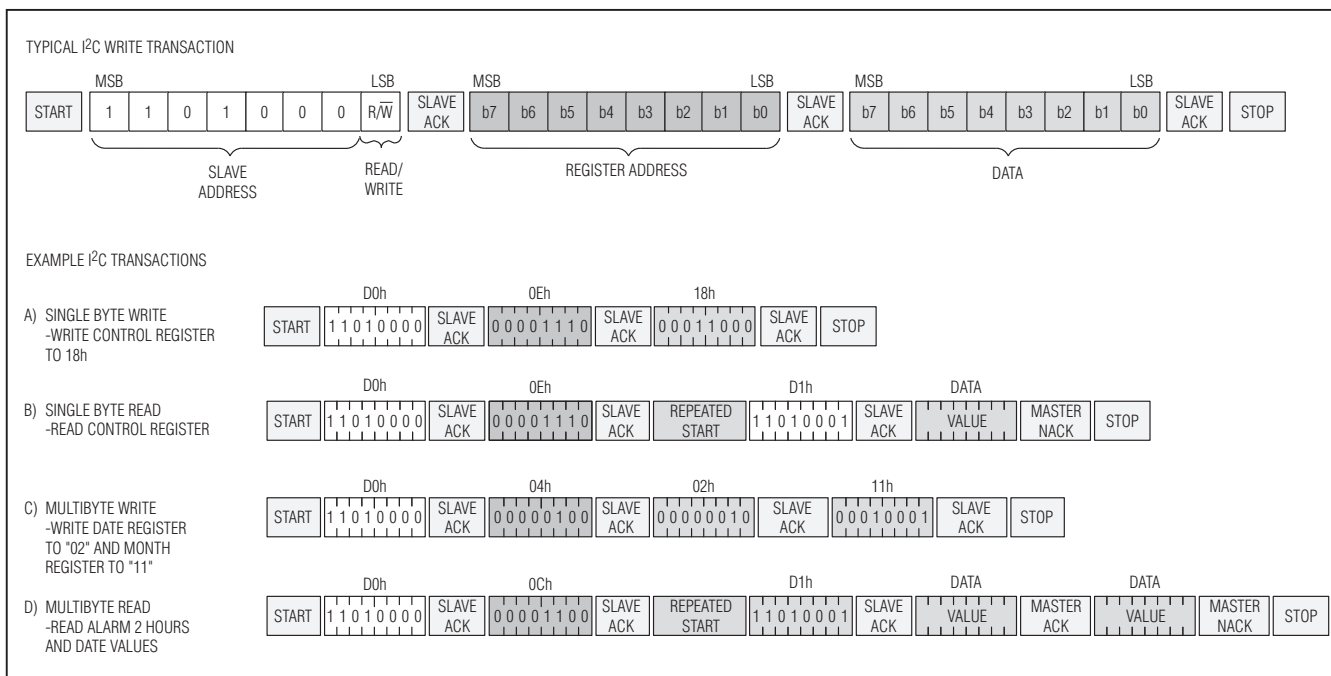 TYPICAL I2C WRITE TRANSACTION
MSB LSB MSB LSB MSB LSB
START 1 1 0 1 0 0 0 R/W̅ SLAVE ACK b7 b6 b5 b4 b3 b2 b1 b0 SLAVE ACK b7 b6 b5 b4 b3 b2 b1 b0 SLAVE ACK STOP
SLAVE ADDRESS READ/WRITE REGISTER ADDRESS DATA
EXAMPLE I2C TRANSACTIONS
D0h 0Eh 18h
A) SINGLE BYTE WRITE
-WRITE CONTROL REGISTER
TO 18h
START 11010000 SLAVE ACK 00001110 SLAVE ACK 00011000 SLAVE ACK STOP
D0h 0Eh D1h DATA
B) SINGLE BYTE READ
-READ CONTROL REGISTER
START 11010000 SLAVE ACK 00001110 SLAVE ACK REPEATED START 11010001 SLAVE ACK VALUE MASTER NACK STOP
D0h 04h 02h 11h
C) MULTIBYTE WRITE
-WRITE DATE REGISTER
TO "02" AND MONTH
REGISTER TO "11"
START 11010000 SLAVE ACK 00000100 SLAVE ACK 00000010 SLAVE ACK 00010001 SLAVE ACK STOP
D0h 0Ch D1h DATA DATA
D) MULTIBYTE READ
-READ ALARM 2 HOURS
AND DATE VALUES
START 11010000 SLAVE ACK 00001100 SLAVE ACK REPEATED START 11010001 SLAVE ACK VALUE MASTER ACK VALUE MASTER NACK STOP